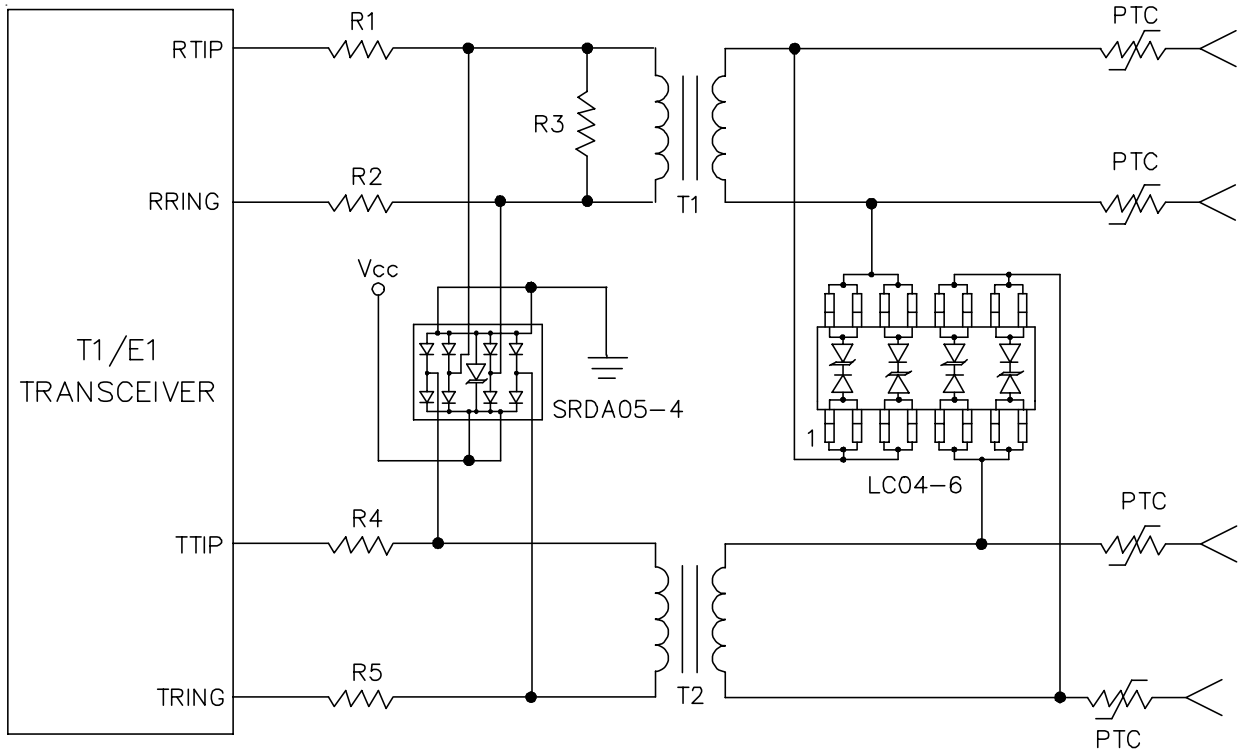 R1
PTC
RTIP
R3
PTC
R2
RRING
T1
Vcc
T1/E1
TRANSCEIVER
SRDA05-4
1
LC04-6
PTC
R4
TTIP
R5
TRING
T2
PTC